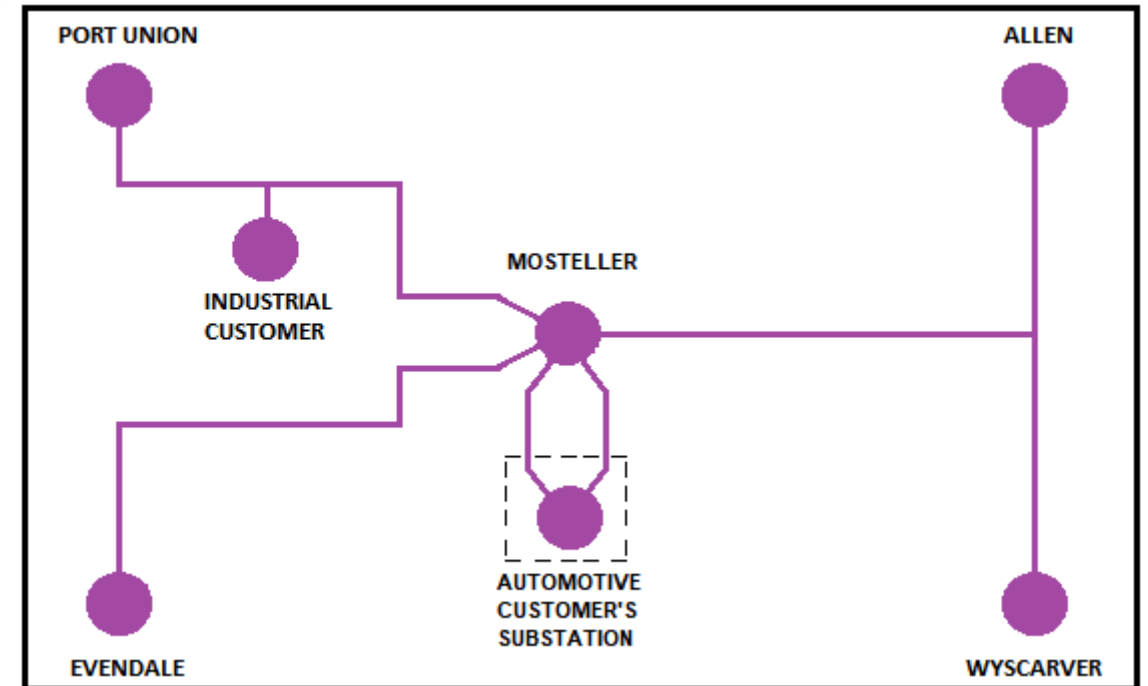 PORT UNION
ALLEN
INDUSTRIAL
CUSTOMER
MOSTELLER
AUTOMOTIVE
CUSTOMER'S
SUBSTATION
EVENDALE
WYSCARVER